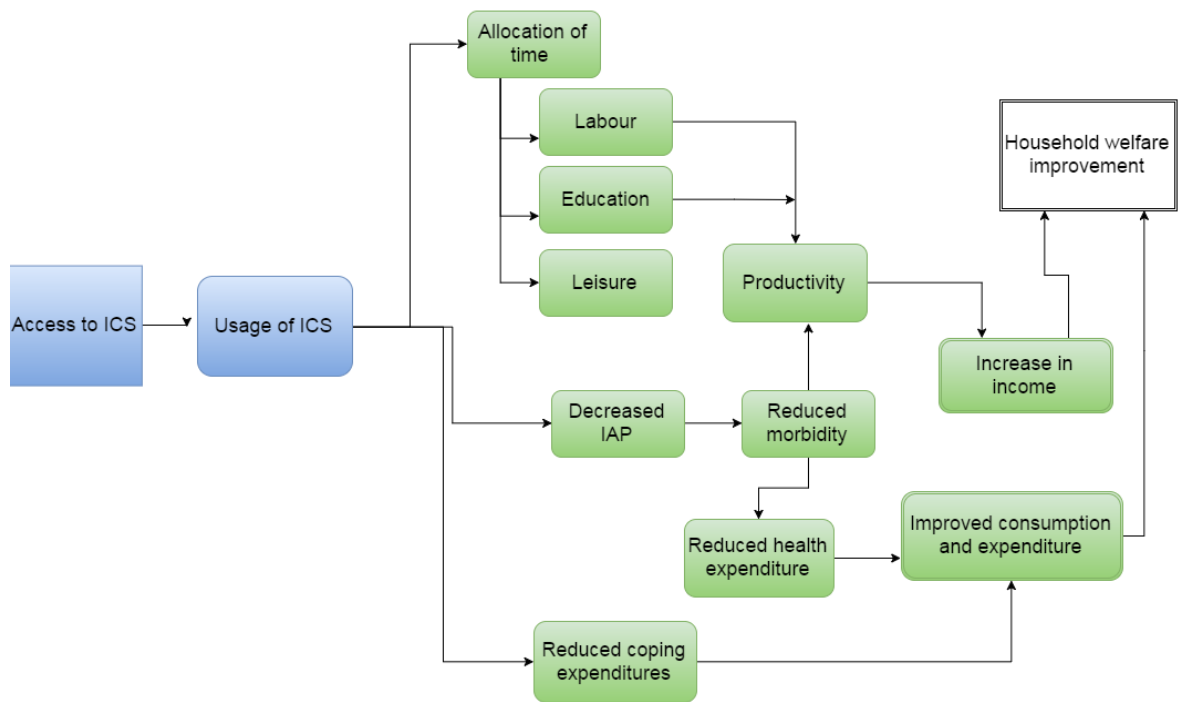 Allocation of
time
Labour
Education
Leisure
Household welfare
improvement
Access to ICS
Usage of ICS
Productivity
Increase in
income
Decreased
IAP
Reduced
morbidity
Reduced health
expenditure
Improved consumption
and expenditure
Reduced coping
expenditures